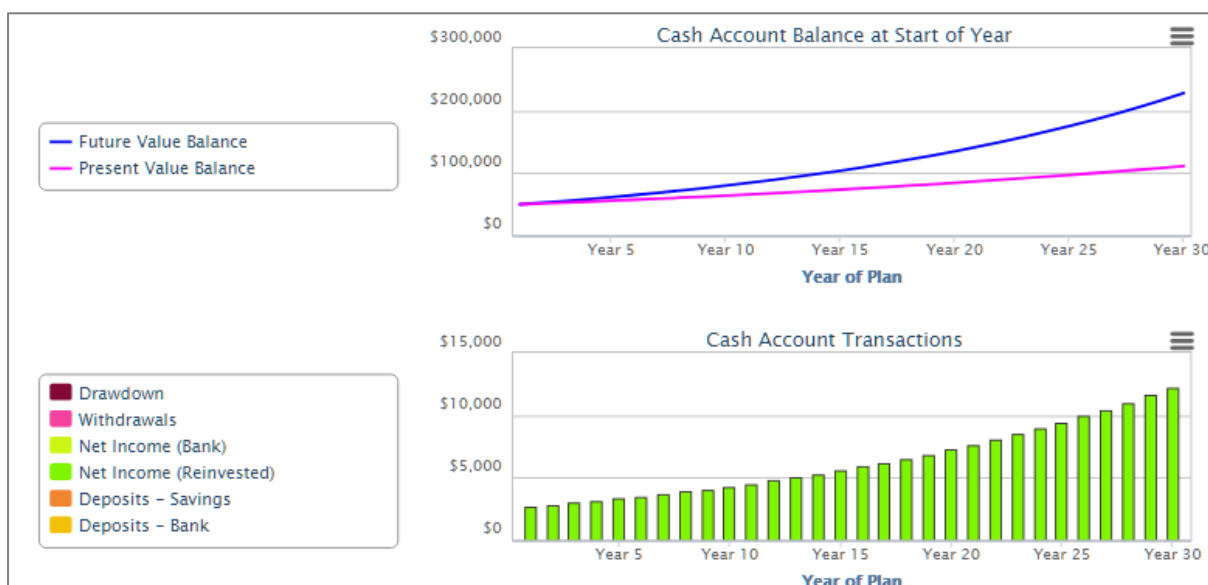 Cash Account Balance at Start of Year
$300,000
$200,000
$100,000
$0
Future Value Balance
Present Value Balance
Year 5 Year 10 Year 15 Year 20 Year 25 Year 30
Year of Plan
Cash Account Transactions
$15,000
$10,000
$5,000
$0
Drawdown
Withdrawals
Net Income (Bank)
Net Income (Reinvested)
Deposits – Savings
Deposits – Bank
Year 5 Year 10 Year 15 Year 20 Year 25 Year 30
Year of Plan